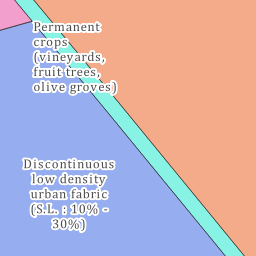 Permanent
crops
(vineyards,
fruit trees,
olive groves)
Discontinuous
low density
urban fabric
(S.L. : 10% -
30%)